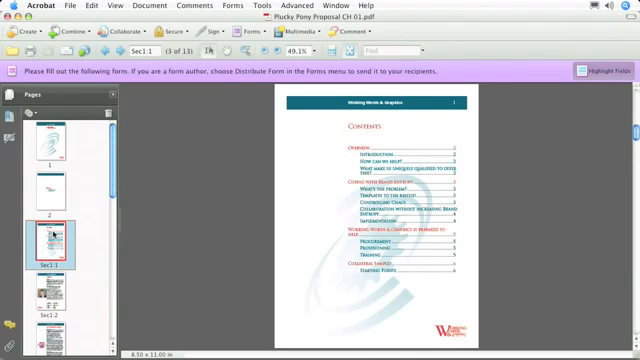 Acrobat File Edit View Document Comments Forms Tools Advanced Window Help
Plucky Pony Proposal CH 01.pdf
Create Combine Collaborate Secure Sign Forms Multimedia Comment
Sec1:1 (3 of 13) 49.1% Find
Please fill out the following form. If you are a form author, choose Distribute Form in the Forms menu to send it to your recipients.
Highlight Fields
Pages
1
2
Sec1:1
Sec1:2
Working Words & Graphics 1
Contents
Overview 2
Introduction 2
How can we help? 2
What makes us uniquely qualified to offer
this? 2
Coping with Brand Entropy 3
What's the problem? 3
Templates to the rescue! 3
Controlling Chaos 3
Collaboration without increasing Brand
Entropy 4
Implementation 4
Working Words & Graphics is prepared to
help 5
Procurement 5
Provisioning 5
Training 5
Collateral Samples 6
Starting Points 6
Working
Words
& Graphics
8.50 x 11.00 in